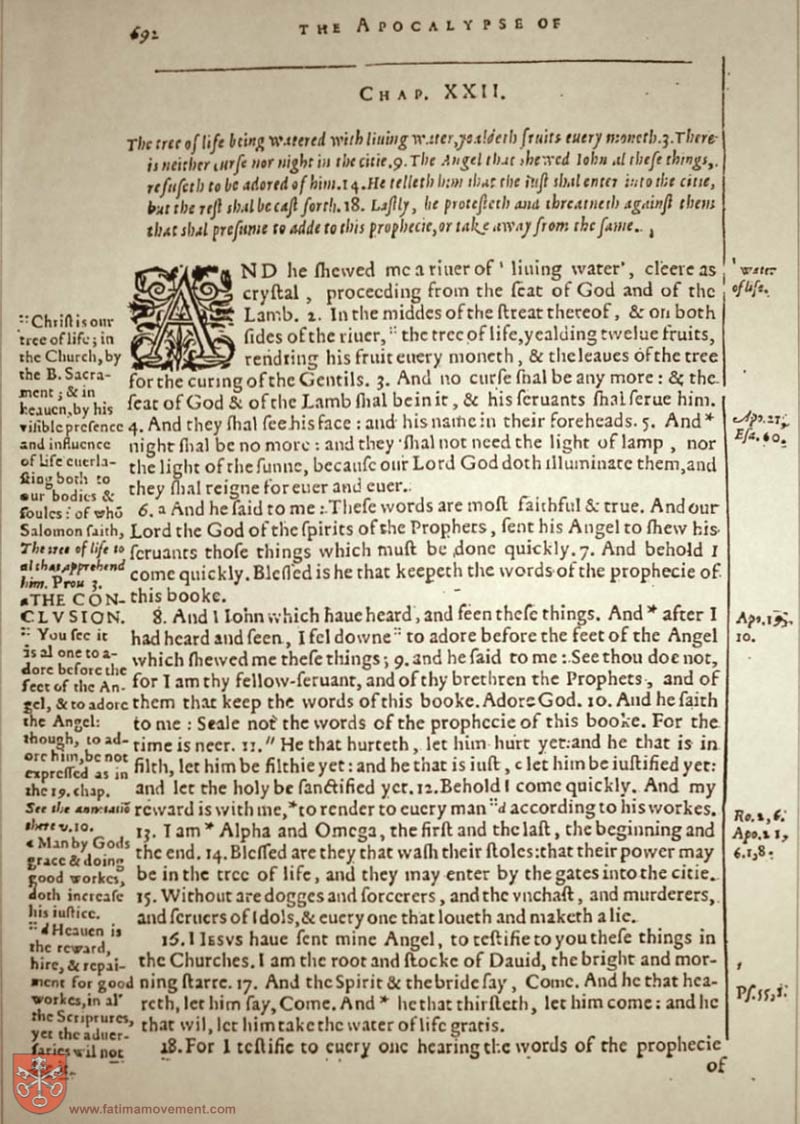 692
THE APOCALYPSE OF
CHAP. XXII.
The tree of life being watered with liuing water, yealdeth fruits euery moneth. 3. There
is neither curse nor night in the citie. 9. The Angel that shewed Iohn al these things,
refuseth to be adored of him. 14. He telleth him that the iust shal enter into the citie,
but the rest shal be cast forth. 18. Lastly, he protesteth and threatneth against them
that shal presume to adde to this prophecie, or take away from the same.
AND he shewed me a riuer of ' liuing water', cleere as
crystal, proceeding from the seat of God and of the
Lamb. 2. In the middes of the streat thereof, & on both
sides of the riuer, :: the tree of life, yealding twelue fruits,
rendring his fruit euery moneth, & the leaues of the tree
for the curing of the Gentils. 3. And no curse shal be any more: & the
seat of God & of the Lamb shal be in it, & his seruants shal serue him.
4. And they shal see his face: and his name in their foreheads. 5. And *
night shal be no more: and they shal not need the light of lamp, nor
the light of the sunne, because our Lord God doth illuminate them, and
they shal reigne for euer and euer.
6. a And he said to me: These words are most faithful & true. And our
Lord the God of the spirits of the Prophets, sent his Angel to shew his
seruants those things which must be done quickly. 7. And behold I
come quickly. Blessed is he that keepeth the words of the prophecie of
this booke.
8. And I Iohn which haue heard, and seen these things. And * after I
had heard and seen, I fel downe :: to adore before the feet of the Angel
which shewed me these things; 9. and he said to me: See thou doe not,
for I am thy fellow-seruant, and of thy brethren the Prophets, and of
them that keep the words of this booke. Adore God. 10. And he saith
to me: Seale not the words of the prophecie of this booke. For the
time is neer. 11. " He that hurteth, let him hurt yet: and he that is in
filth, let him be filthie yet: and he that is iust, c let him be iustified yet:
and let the holy be sanctified yet. 12. Behold I come quickly. And my
reward is with me, * to render to euery man :: d according to his workes.
13. I am * Alpha and Omega, the first and the last, the beginning and
the end. 14. Blessed are they that wash their stoles: that their power may
be in the tree of life, and they may enter by the gates into the citie.
15. Without are dogges and sorcerers, and the vnchast, and murderers,
and seruers of Idols, & euery one that loueth and maketh a lie.
16. I IESVS haue sent mine Angel, to testifie to you these things in
the Churches. I am the root and stocke of Dauid, the bright and mor-
ning starre. 17. And the Spirit & the bride say, Come. And he that hea-
reth, let him say, Come. And * he that thirsteth, let him come: and he
that wil, let him take the water of life gratis.
18. For I testifie to euery one hearing the words of the prophecie
of
:: Christ is our
tree of life; in
the Church, by
the B. Sacra-
ment; & in
heauen, by his
visible presence
and influence
of life euerla-
sting both to
our bodies &
soules: of whō
Salomon saith,
The tree of life to
al that apprehend
him. Prou 3.
a THE CON-
CLVSION.
:: You see it
is al one to a-
dore before the
feet of the An-
gel, & to adore
the Angel:
though, to ad-
ore him, be not
expressed as in
the 19. chap.
See the annotatiō
there v. 10.
c Man by Gods
grace & doing
good workes,
doth increase
his iustice.
:: d Heauen is
the reward,
hire, & repai-
ment for good
workes, in al
the Scriptures,
yet the aduer-
saries wil not
' water
of life.
Apo. 21,
Esa. 60.
Apo. 19,
10.
Ro. 2, 6.
Apo. 21,
6. 1, 8.
Ps. 55, 1.
www.fatimamovement.com